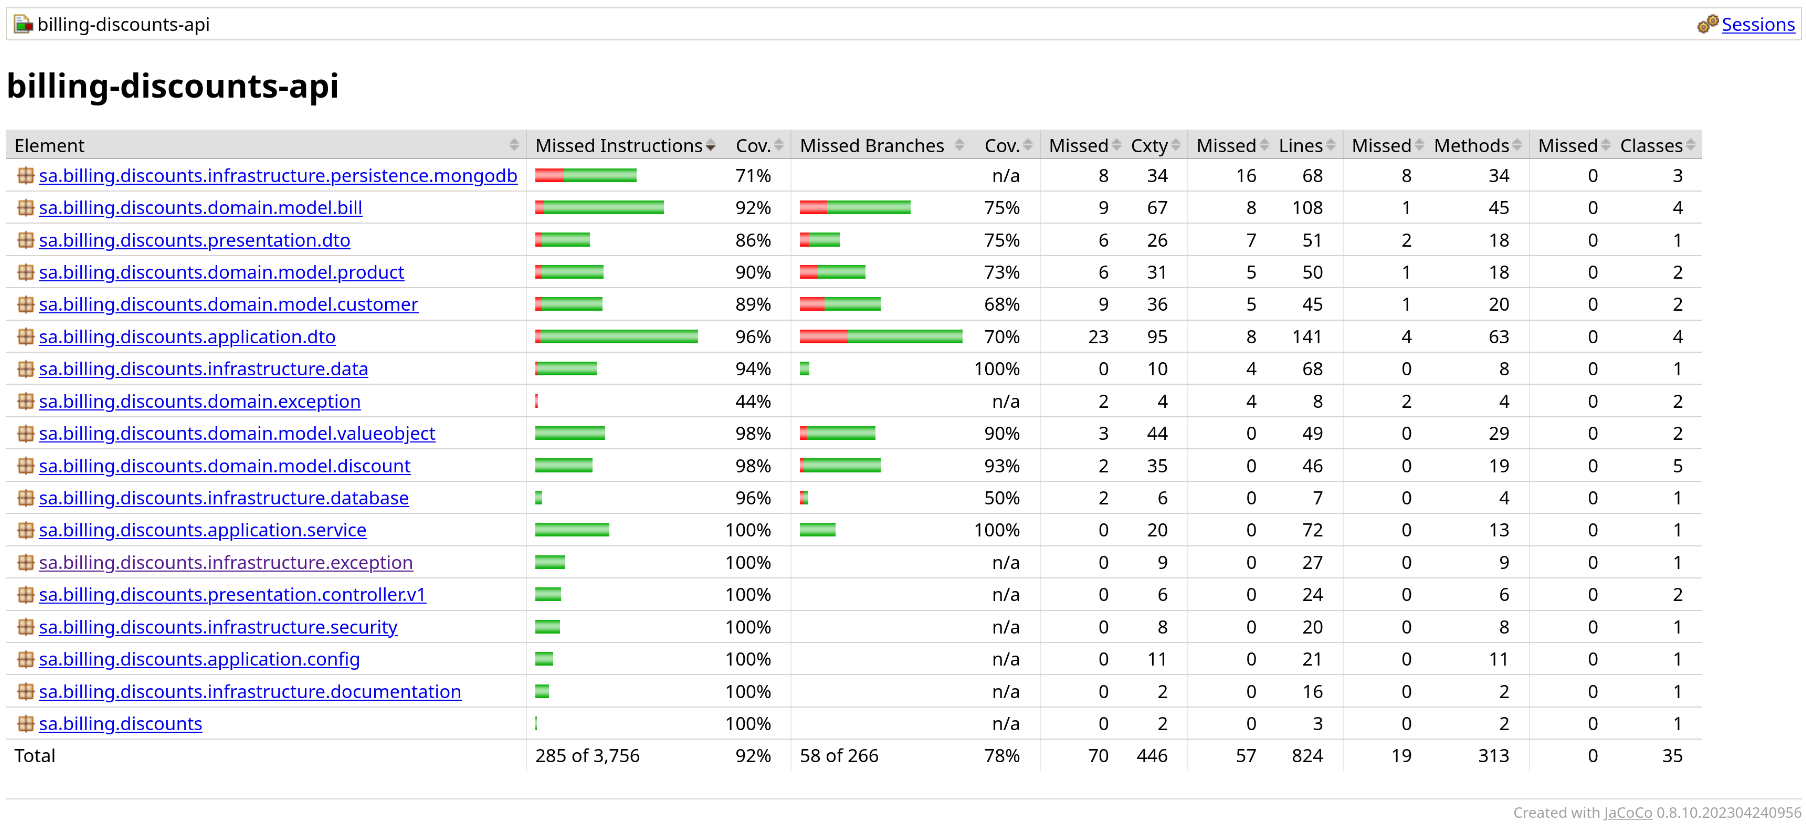 billing-discounts-api Sessions
billing-discounts-api
Element Missed Instructions Cov. Missed Branches Cov. Missed Cxty Missed Lines Missed Methods Missed Classes
sa.billing.discounts.infrastructure.persistence.mongodb 71% n/a 8 34 16 68 8 34 0 3
sa.billing.discounts.domain.model.bill 92% 75% 9 67 8 108 1 45 0 4
sa.billing.discounts.presentation.dto 86% 75% 6 26 7 51 2 18 0 1
sa.billing.discounts.domain.model.product 90% 73% 6 31 5 50 1 18 0 2
sa.billing.discounts.domain.model.customer 89% 68% 9 36 5 45 1 20 0 2
sa.billing.discounts.application.dto 96% 70% 23 95 8 141 4 63 0 4
sa.billing.discounts.infrastructure.data 94% 100% 0 10 4 68 0 8 0 1
sa.billing.discounts.domain.exception 44% n/a 2 4 4 8 2 4 0 2
sa.billing.discounts.domain.model.valueobject 98% 90% 3 44 0 49 0 29 0 2
sa.billing.discounts.domain.model.discount 98% 93% 2 35 0 46 0 19 0 5
sa.billing.discounts.infrastructure.database 96% 50% 2 6 0 7 0 4 0 1
sa.billing.discounts.application.service 100% 100% 0 20 0 72 0 13 0 1
sa.billing.discounts.infrastructure.exception 100% n/a 0 9 0 27 0 9 0 1
sa.billing.discounts.presentation.controller.v1 100% n/a 0 6 0 24 0 6 0 2
sa.billing.discounts.infrastructure.security 100% n/a 0 8 0 20 0 8 0 1
sa.billing.discounts.application.config 100% n/a 0 11 0 21 0 11 0 1
sa.billing.discounts.infrastructure.documentation 100% n/a 0 2 0 16 0 2 0 1
sa.billing.discounts 100% n/a 0 2 0 3 0 2 0 1
Total 285 of 3,756 92% 58 of 266 78% 70 446 57 824 19 313 0 35
Created with JaCoCo 0.8.10.202304240956